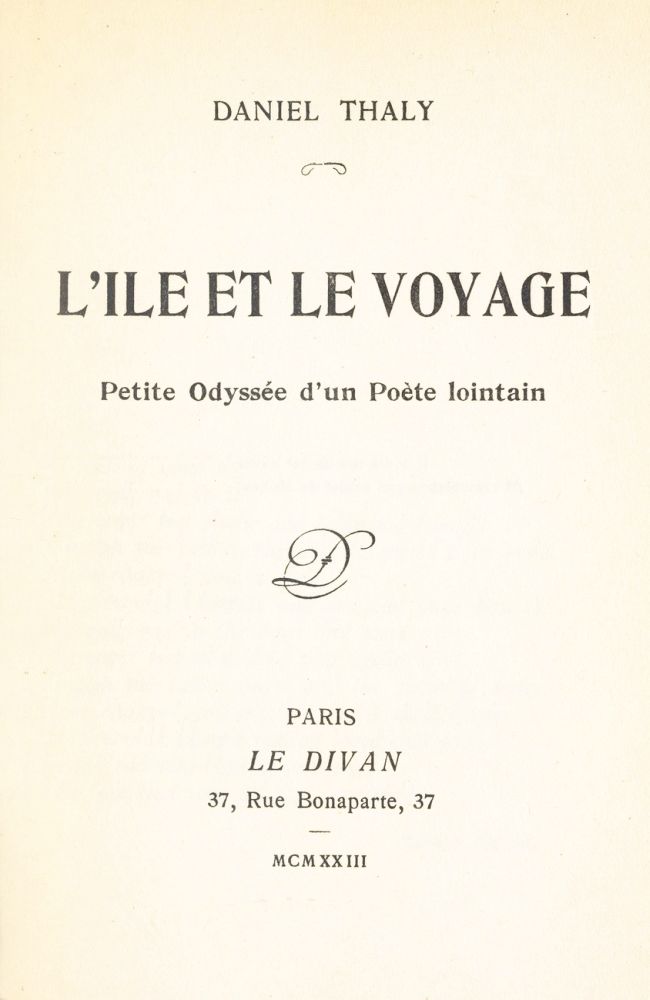 DANIEL THALY
L'ILE ET LE VOYAGE
Petite Odyssée d'un Poète lointain
D
PARIS
LE DIVAN
37, Rue Bonaparte, 37
MCMXXIII